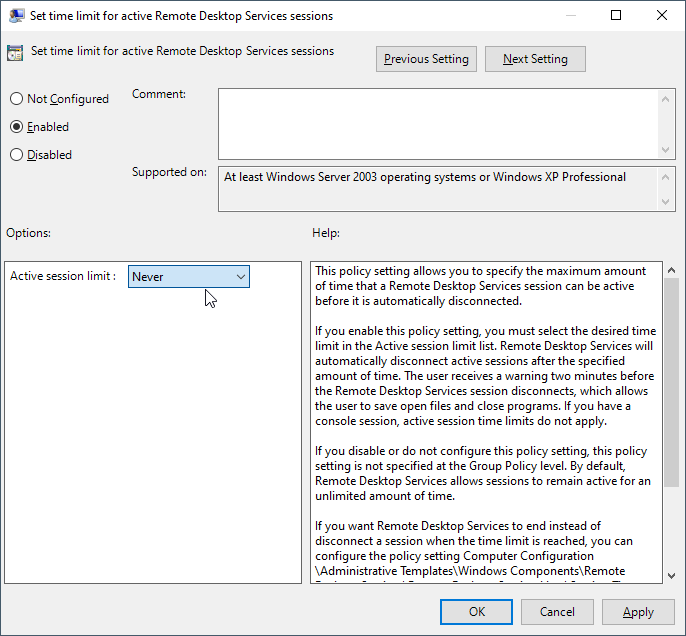 Set time limit for active Remote Desktop Services sessions
Set time limit for active Remote Desktop Services sessions
Previous Setting
Next Setting
Not Configured
Enabled
Disabled
Comment:
Supported on:
At least Windows Server 2003 operating systems or Windows XP Professional
Options:
Help:
Active session limit :
Never
This policy setting allows you to specify the maximum amount
of time that a Remote Desktop Services session can be active
before it is automatically disconnected.
If you enable this policy setting, you must select the desired time
limit in the Active session limit list. Remote Desktop Services will
automatically disconnect active sessions after the specified
amount of time. The user receives a warning two minutes before
the Remote Desktop Services session disconnects, which allows
the user to save open files and close programs. If you have a
console session, active session time limits do not apply.
If you disable or do not configure this policy setting, this policy
setting is not specified at the Group Policy level. By default,
Remote Desktop Services allows sessions to remain active for an
unlimited amount of time.
If you want Remote Desktop Services to end instead of
disconnect a session when the time limit is reached, you can
configure the policy setting Computer Configuration
\Administrative Templates\Windows Components\Remote
OK
Cancel
Apply